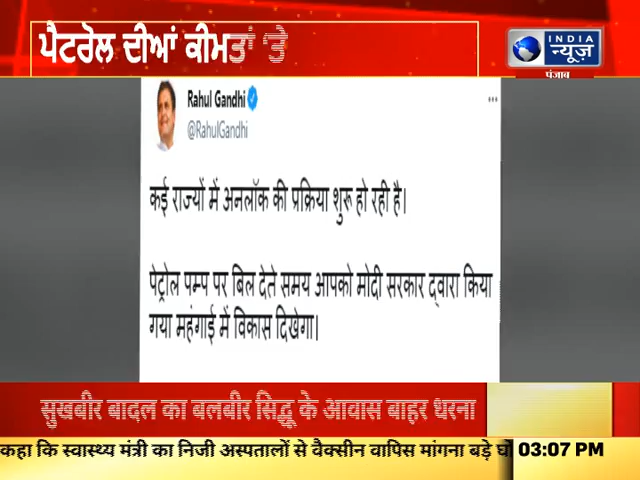 ਪੈਟਰੋਲ ਦੀਆਂ ਕੀਮਤਾਂ 'ਤੇ
INDIA
न्यूज़
ਪੰਜਾਬ
Rahul Gandhi
@RahulGandhi
कई राज्यों में अनलॉक की प्रक्रिया शुरू हो रही है।
पेट्रोल पम्प पर बिल देते समय आपको मोदी सरकार द्वारा किया
गया महंगाई में विकास दिखेगा।
सुखबीर बादल का बलबीर सिद्धू के आवास बाहर धरना
कहा कि स्वास्थ्य मंत्री का निजी अस्पतालों से वैक्सीन वापिस मांगना बड़े
03:07 PM